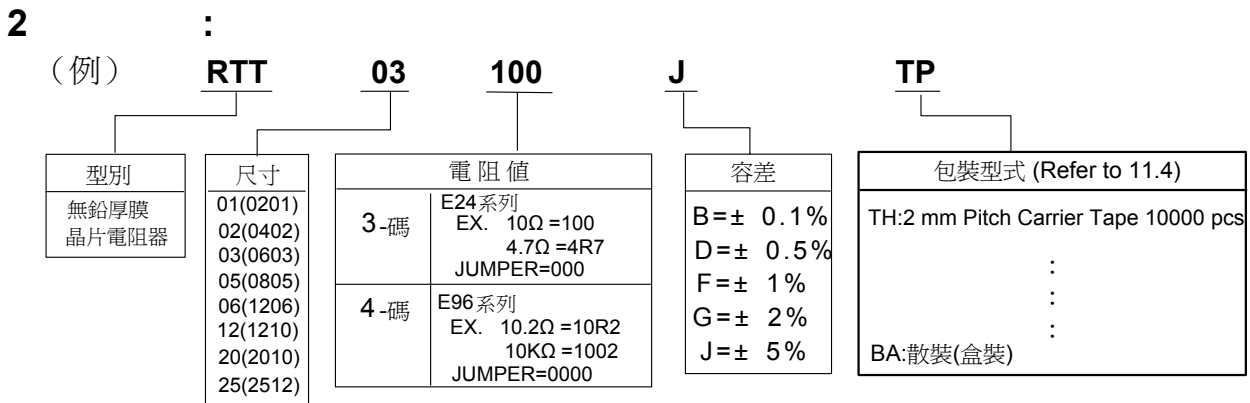 2 :
（例） RTT 03 100 J TP
型別
無鉛厚膜
晶片電阻器
尺寸
01(0201)
02(0402)
03(0603)
05(0805)
06(1206)
12(1210)
20(2010)
25(2512)
電阻值
3-碼
E24系列
EX. 10Ω =100
4.7Ω =4R7
JUMPER=000
4-碼
E96系列
EX. 10.2Ω =10R2
10KΩ =1002
JUMPER=0000
容差
B=± 0.1%
D=± 0.5%
F=± 1%
G=± 2%
J=± 5%
包裝型式 (Refer to 11.4)
TH:2 mm Pitch Carrier Tape 10000 pcs
:
:
:
BA:散裝(盒裝)